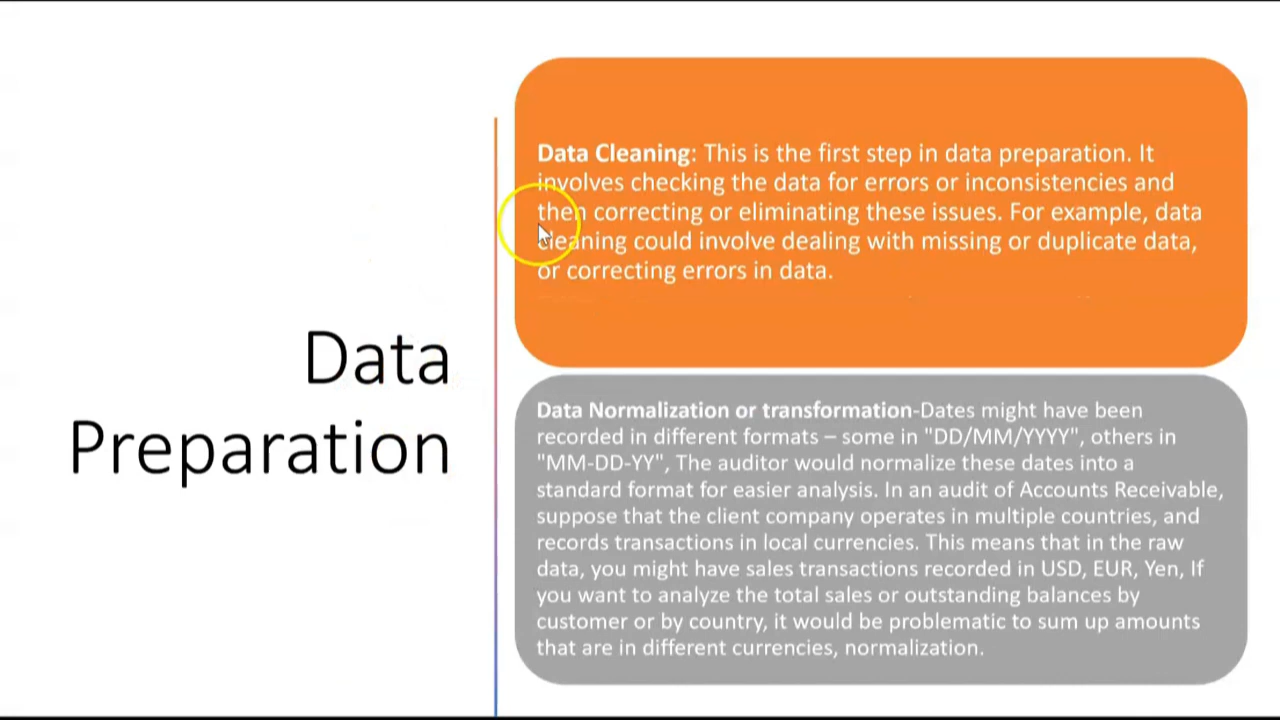 Data
Preparation
Data Cleaning: This is the first step in data preparation. It
involves checking the data for errors or inconsistencies and
then correcting or eliminating these issues. For example, data
cleaning could involve dealing with missing or duplicate data,
or correcting errors in data.
Data Normalization or transformation-Dates might have been
recorded in different formats – some in "DD/MM/YYYY", others in
"MM-DD-YY", The auditor would normalize these dates into a
standard format for easier analysis. In an audit of Accounts Receivable,
suppose that the client company operates in multiple countries, and
records transactions in local currencies. This means that in the raw
data, you might have sales transactions recorded in USD, EUR, Yen, If
you want to analyze the total sales or outstanding balances by
customer or by country, it would be problematic to sum up amounts
that are in different currencies, normalization.